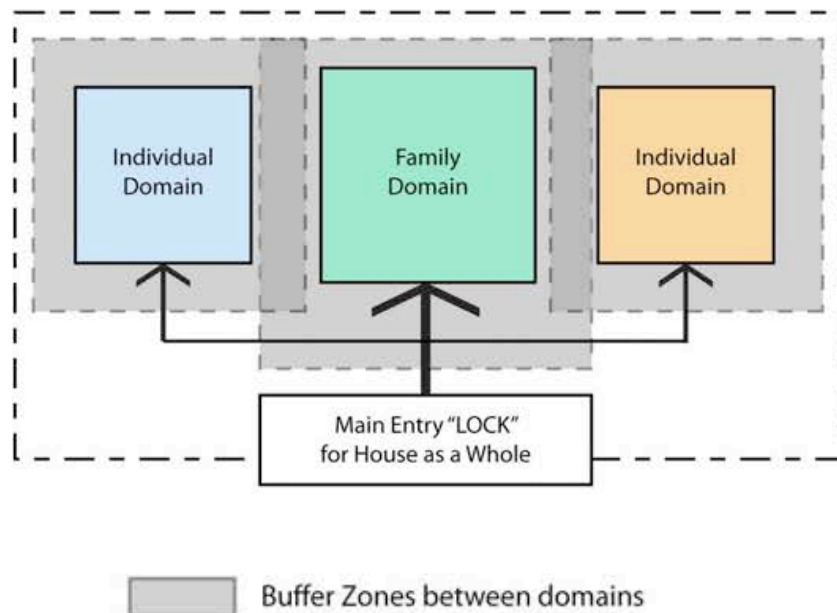 Individual
Domain
Family
Domain
Individual
Domain
Main Entry “LOCK”
for House as a Whole
Buffer Zones between domains